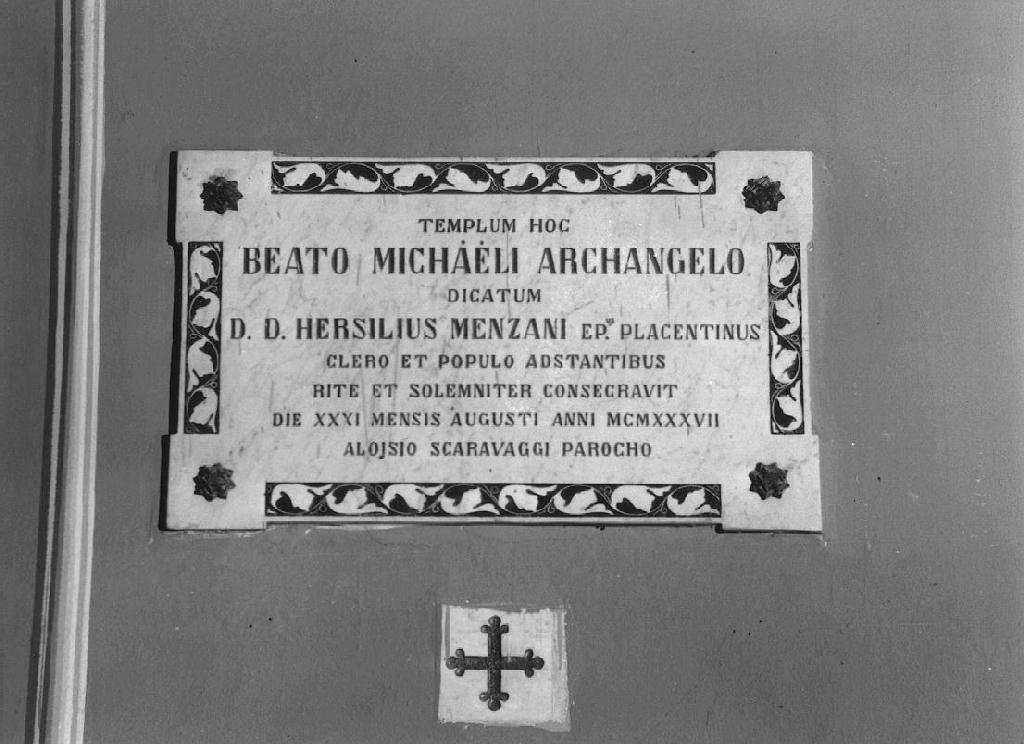 TEMPLUM HOC
BEATO MICHÄELI ARCHANGELO
DICATUM
D. D. HERSILIUS MENZANI EP.US PLACENTINUS
CLERO ET POPULO ADSTANTIBUS
RITE ET SOLEMNITER CONSECRAVIT
DIE XXXI MENSIS AUGUSTI ANNI MCMXXXVII
ALOJSIO SCARAVAGGI PAROCHO